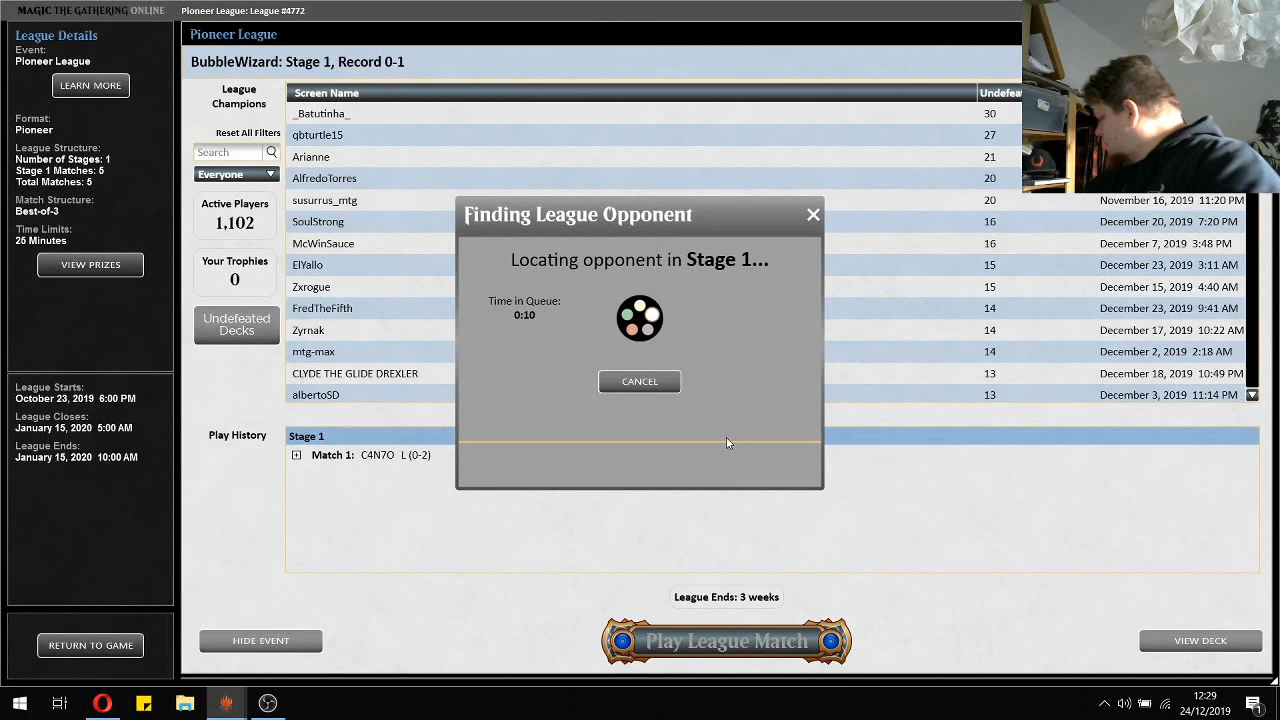 MAGIC THE GATHERING ONLINE
Pioneer League: League #4772
League Details
Event:
Pioneer League
LEARN MORE
Format:
Pioneer
League Structure:
Number of Stages: 1
Stage 1 Matches: 5
Total Matches: 5
Match Structure:
Best-of-3
Time Limits:
25 Minutes
VIEW PRIZES
League Starts:
October 23, 2019 6:00 PM
League Closes:
January 15, 2020 5:00 AM
League Ends:
January 15, 2020 10:00 AM
RETURN TO GAME
Pioneer League
BubbleWizard: Stage 1, Record 0-1
League
Champions
Reset All Filters
Search
Everyone
Active Players
1,102
Your Trophies
0
Undefeated
Decks
Screen Name Undefea
_Batutinha_ 30
qbturtle15 27
Arianne 21
AlfredoTorres 20
susurrus_mtg 20 November 16, 2019 11:20 PM
SoulStrong 16 December 20, 2019 7:20 PM
McWinSauce 16 December 7, 2019 3:48 PM
ElYallo 15 December 23, 2019 3:11 AM
Zxrogue 15 December 15, 2019 4:40 AM
FredTheFifth 14 December 23, 2019 9:41 AM
Zyrnak 14 December 17, 2019 10:22 AM
mtg-max 14 December 2, 2019 2:18 AM
CLYDE THE GLIDE DREXLER 13 December 18, 2019 10:49 PM
albertoSD 13 December 3, 2019 11:14 PM
Finding League Opponent
Locating opponent in Stage 1...
Time in Queue:
0:10
CANCEL
Play History
Stage 1
Match 1: C4N7O L (0-2)
League Ends: 3 weeks
HIDE EVENT
Play League Match
VIEW DECK
12:29
24/12/2019
1